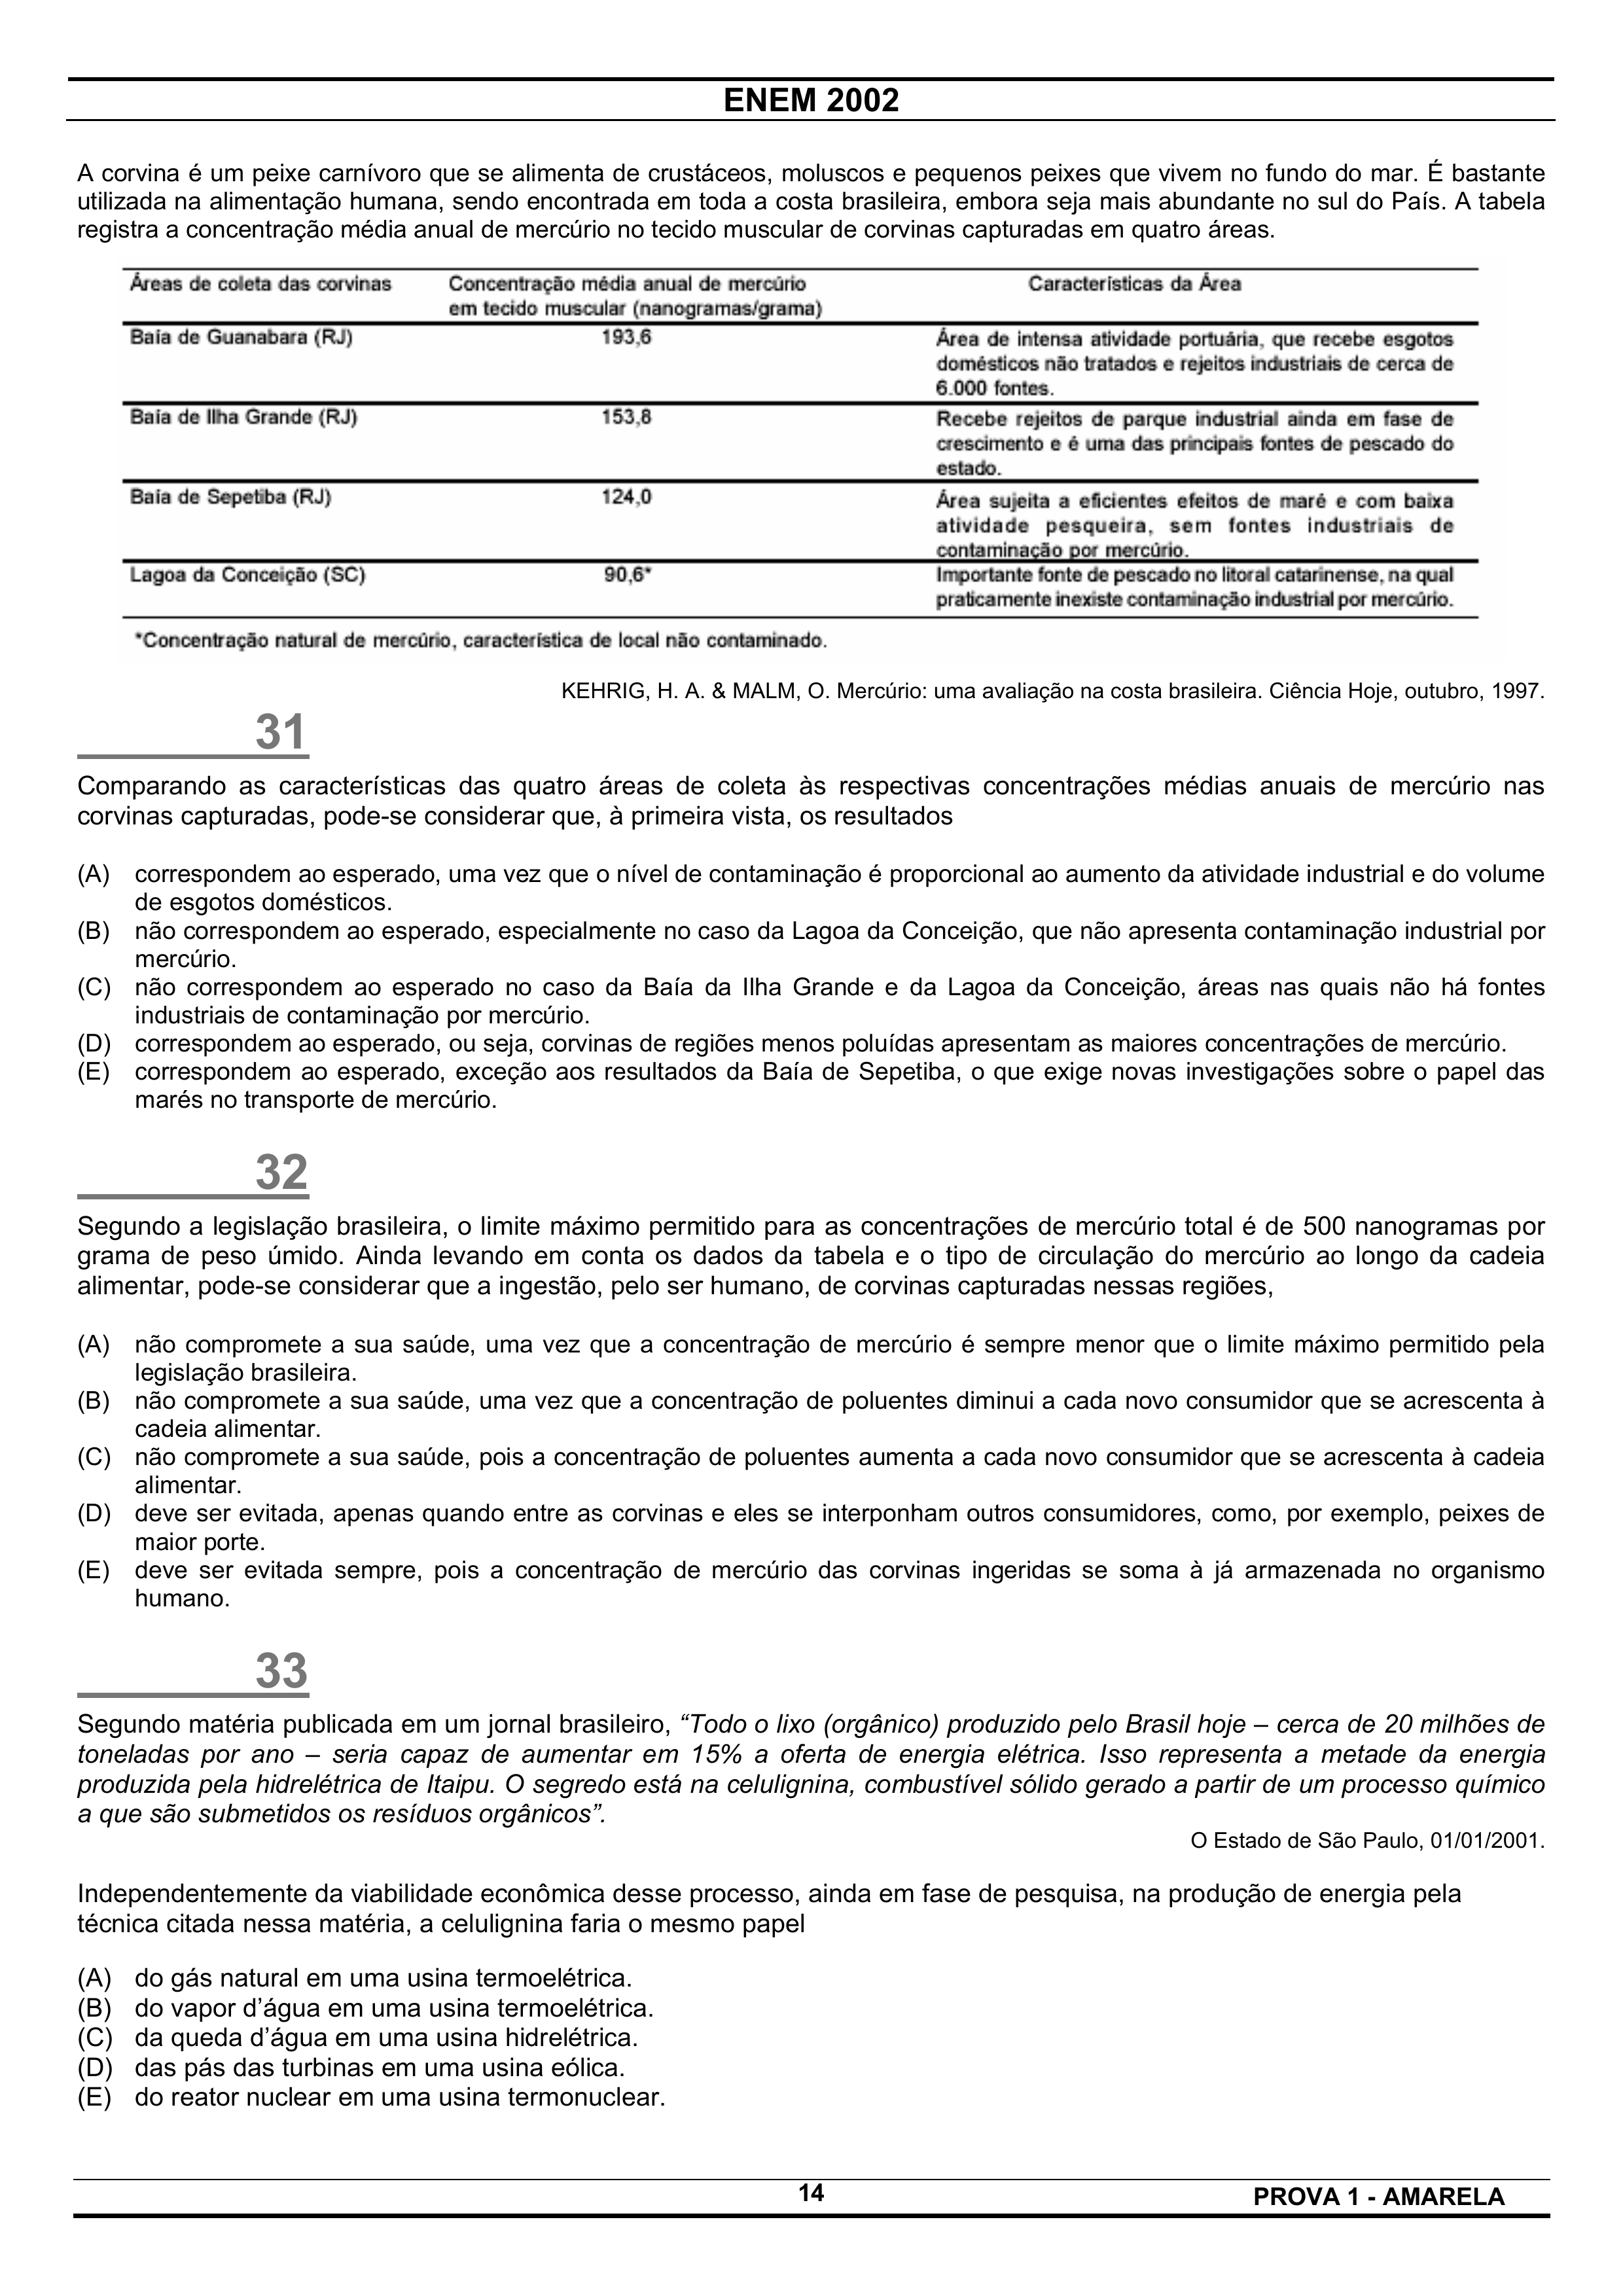 ENEM 2002
A corvina é um peixe carnívoro que se alimenta de crustáceos, moluscos e pequenos peixes que vivem no fundo do mar. É bastante
utilizada na alimentação humana, sendo encontrada em toda a costa brasileira, embora seja mais abundante no sul do País. A tabela
registra a concentração média anual de mercúrio no tecido muscular de corvinas capturadas em quatro áreas.
Áreas de coleta das corvinas Concentração média anual de mercúrio Características da Área
em tecido muscular (nanogramas/grama)
Baía de Guanabara (RJ) 193,6 Área de intensa atividade portuária, que recebe esgotos
domésticos não tratados e rejeitos industriais de cerca de
6.000 fontes.
Baía de Ilha Grande (RJ) 153,8 Recebe rejeitos de parque industrial ainda em fase de
crescimento e é uma das principais fontes de pescado do
estado.
Baía de Sepetiba (RJ) 124,0 Área sujeita a eficientes efeitos de maré e com baixa
atividade pesqueira, sem fontes industriais de
contaminação por mercúrio.
Lagoa da Conceição (SC) 90,6* Importante fonte de pescado no litoral catarinense, na qual
praticamente inexiste contaminação industrial por mercúrio.
*Concentração natural de mercúrio, característica de local não contaminado.
KEHRIG, H. A. & MALM, O. Mercúrio: uma avaliação na costa brasileira. Ciência Hoje, outubro, 1997.
31
Comparando as características das quatro áreas de coleta às respectivas concentrações médias anuais de mercúrio nas
corvinas capturadas, pode-se considerar que, à primeira vista, os resultados
(A) correspondem ao esperado, uma vez que o nível de contaminação é proporcional ao aumento da atividade industrial e do volume
de esgotos domésticos.
(B) não correspondem ao esperado, especialmente no caso da Lagoa da Conceição, que não apresenta contaminação industrial por
mercúrio.
(C) não correspondem ao esperado no caso da Baía da Ilha Grande e da Lagoa da Conceição, áreas nas quais não há fontes
industriais de contaminação por mercúrio.
(D) correspondem ao esperado, ou seja, corvinas de regiões menos poluídas apresentam as maiores concentrações de mercúrio.
(E) correspondem ao esperado, exceção aos resultados da Baía de Sepetiba, o que exige novas investigações sobre o papel das
marés no transporte de mercúrio.
32
Segundo a legislação brasileira, o limite máximo permitido para as concentrações de mercúrio total é de 500 nanogramas por
grama de peso úmido. Ainda levando em conta os dados da tabela e o tipo de circulação do mercúrio ao longo da cadeia
alimentar, pode-se considerar que a ingestão, pelo ser humano, de corvinas capturadas nessas regiões,
(A) não compromete a sua saúde, uma vez que a concentração de mercúrio é sempre menor que o limite máximo permitido pela
legislação brasileira.
(B) não compromete a sua saúde, uma vez que a concentração de poluentes diminui a cada novo consumidor que se acrescenta à
cadeia alimentar.
(C) não compromete a sua saúde, pois a concentração de poluentes aumenta a cada novo consumidor que se acrescenta à cadeia
alimentar.
(D) deve ser evitada, apenas quando entre as corvinas e eles se interponham outros consumidores, como, por exemplo, peixes de
maior porte.
(E) deve ser evitada sempre, pois a concentração de mercúrio das corvinas ingeridas se soma à já armazenada no organismo
humano.
33
Segundo matéria publicada em um jornal brasileiro, “Todo o lixo (orgânico) produzido pelo Brasil hoje – cerca de 20 milhões de
toneladas por ano – seria capaz de aumentar em 15% a oferta de energia elétrica. Isso representa a metade da energia
produzida pela hidrelétrica de Itaipu. O segredo está na celulignina, combustível sólido gerado a partir de um processo químico
a que são submetidos os resíduos orgânicos”.
O Estado de São Paulo, 01/01/2001.
Independentemente da viabilidade econômica desse processo, ainda em fase de pesquisa, na produção de energia pela
técnica citada nessa matéria, a celulignina faria o mesmo papel
(A) do gás natural em uma usina termoelétrica.
(B) do vapor d’água em uma usina termoelétrica.
(C) da queda d’água em uma usina hidrelétrica.
(D) das pás das turbinas em uma usina eólica.
(E) do reator nuclear em uma usina termonuclear.
14
PROVA 1 - AMARELA